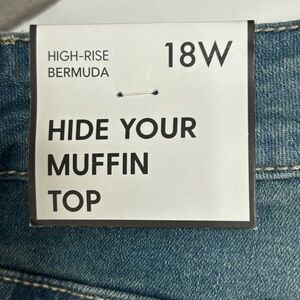 HIGH-RISE
BERMUDA
18W
HIDE YOUR
MUFFIN
TOP